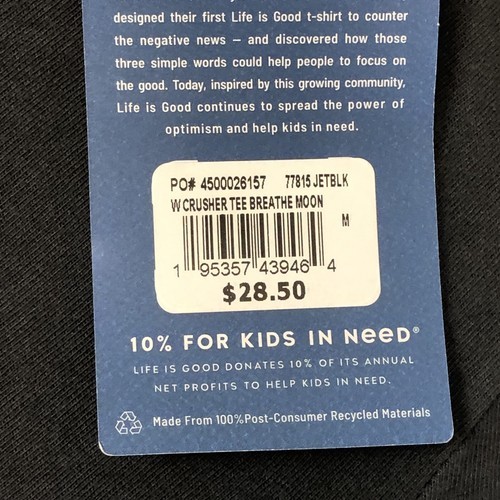 designed their first Life is Good t-shirt to counter
the negative news — and discovered how those
three simple words could help people to focus on
the good. Today, inspired by this growing community,
Life is Good continues to spread the power of
optimism and help kids in need.
PO# 4500026157 77815 JETBLK
W CRUSHER TEE BREATHE MOON
M
1 95357 43946 4
$28.50
10% FOR KIDS IN NeeD®
LIFE IS GOOD DONATES 10% OF ITS ANNUAL
NET PROFITS TO HELP KIDS IN NEED.
Made From 100%Post-Consumer Recycled Materials